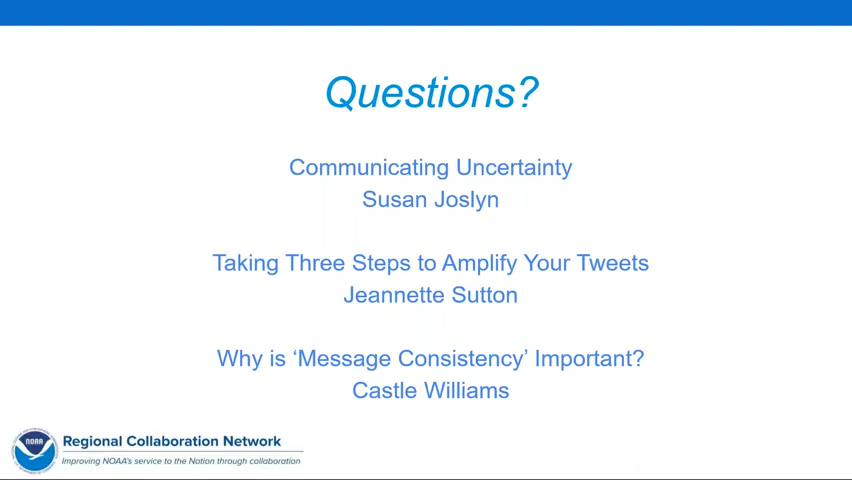 Questions?
Communicating Uncertainty
Susan Joslyn
Taking Three Steps to Amplify Your Tweets
Jeannette Sutton
Why is ‘Message Consistency’ Important?
Castle Williams
NOAA
Regional Collaboration Network
Improving NOAA's service to the Nation through collaboration